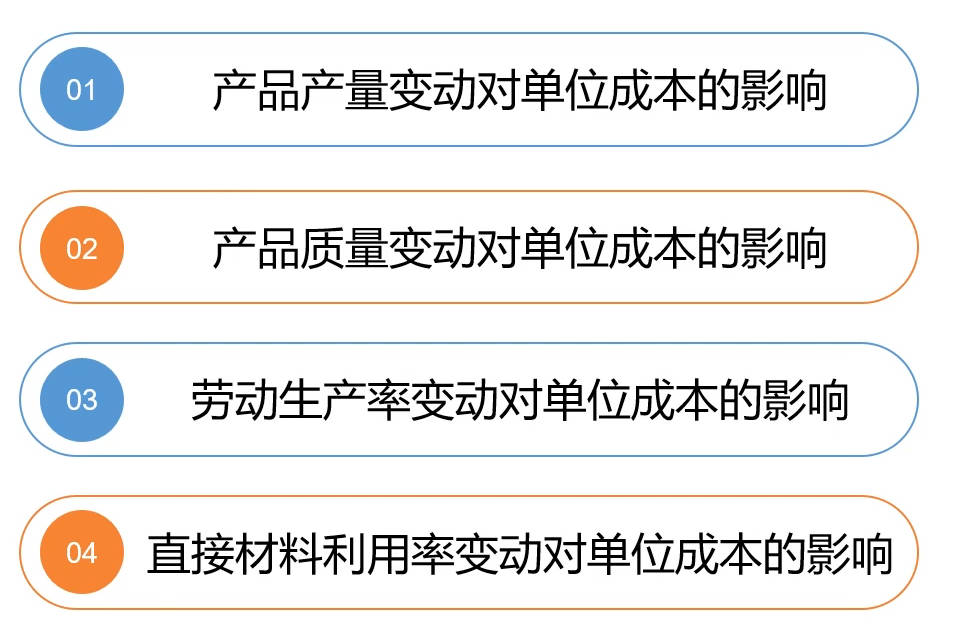 01 产品产量变动对单位成本的影响
02 产品质量变动对单位成本的影响
03 劳动生产率变动对单位成本的影响
04 直接材料利用率变动对单位成本的影响